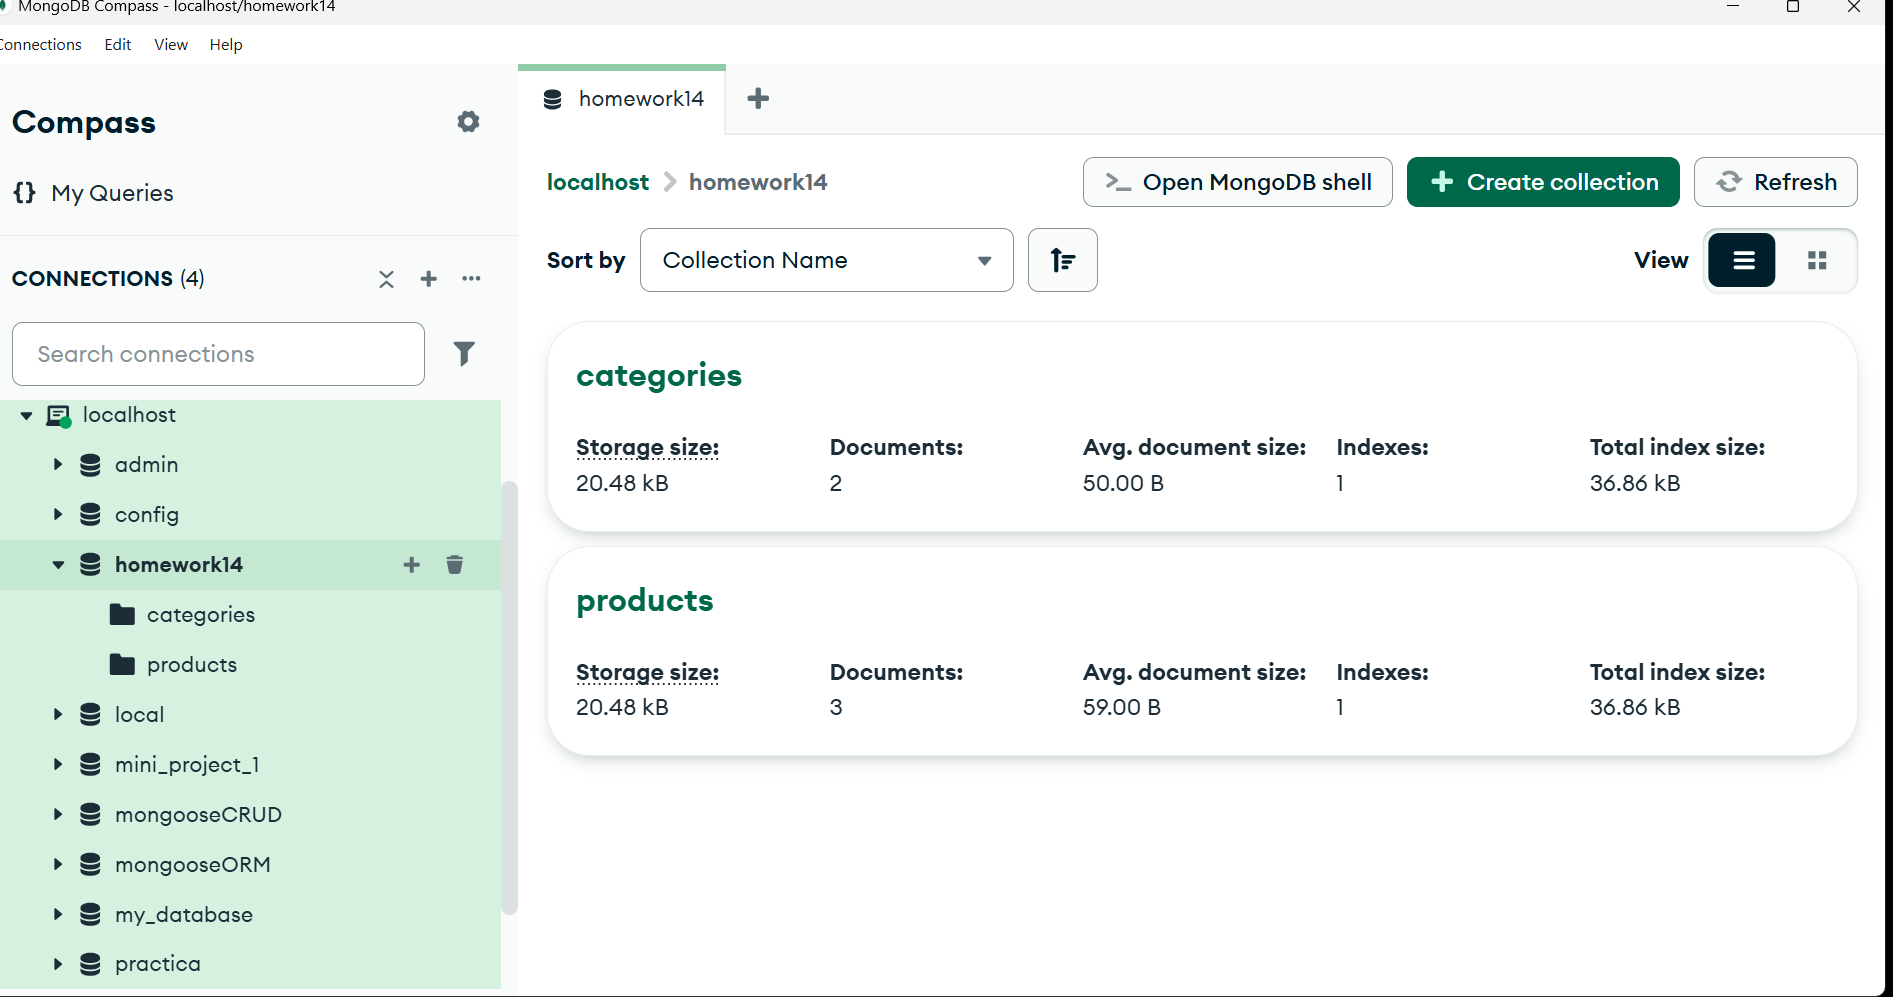 MongoDB Compass - localhost/homework14
Connections Edit View Help
Compass
My Queries
CONNECTIONS (4)
Search connections
localhost
admin
config
homework14
categories
products
local
mini_project_1
mongooseCRUD
mongooseORM
my_database
practica
homework14
localhost homework14
>_ Open MongoDB shell
Create collection
Refresh
Sort by Collection Name
View
categories
Storage size: Documents: Avg. document size: Indexes: Total index size:
20.48 kB 2 50.00 B 1 36.86 kB
products
Storage size: Documents: Avg. document size: Indexes: Total index size:
20.48 kB 3 59.00 B 1 36.86 kB